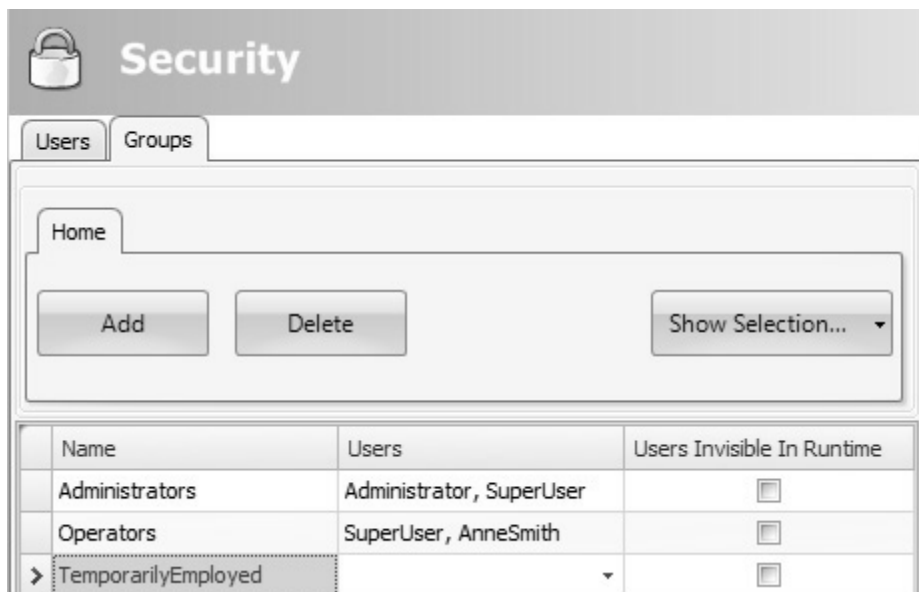 Security
Users Groups
Home
Add Delete Show Selection...
Name Users Users Invisible In Runtime
Administrators Administrator, SuperUser
Operators SuperUser, AnneSmith
TemporarilyEmployed